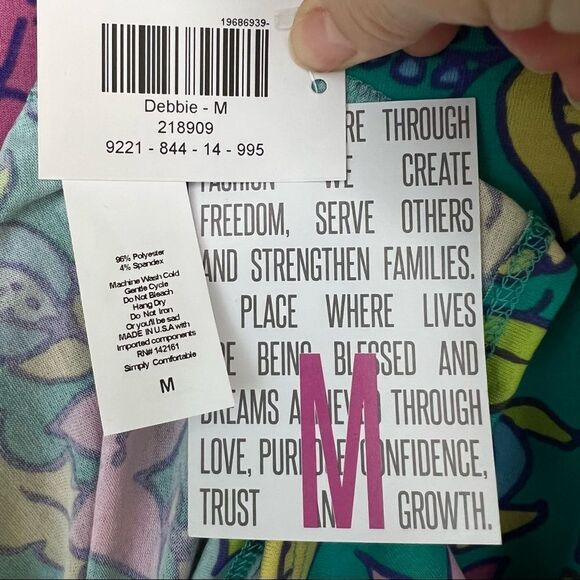 19686939-
Debbie - M
218909
9221 - 844 - 14 - 995
96% Polyester
4% Spandex
Machine Wash Cold
Gentle Cycle
Do Not Bleach
Hang Dry
Do Not Iron
Or you'll be sad
MADE IN U.S.A with
Imported components
RN# 142161
Simply Comfortable
M
THROUGH
FASHION WE CREATE
FREEDOM, SERVE OTHERS
AND STRENGTHEN FAMILIES.
PLACE WHERE LIVES
BEING BLESSED AND
DREAMS THROUGH
LOVE,
TRUST GROWTH.
M